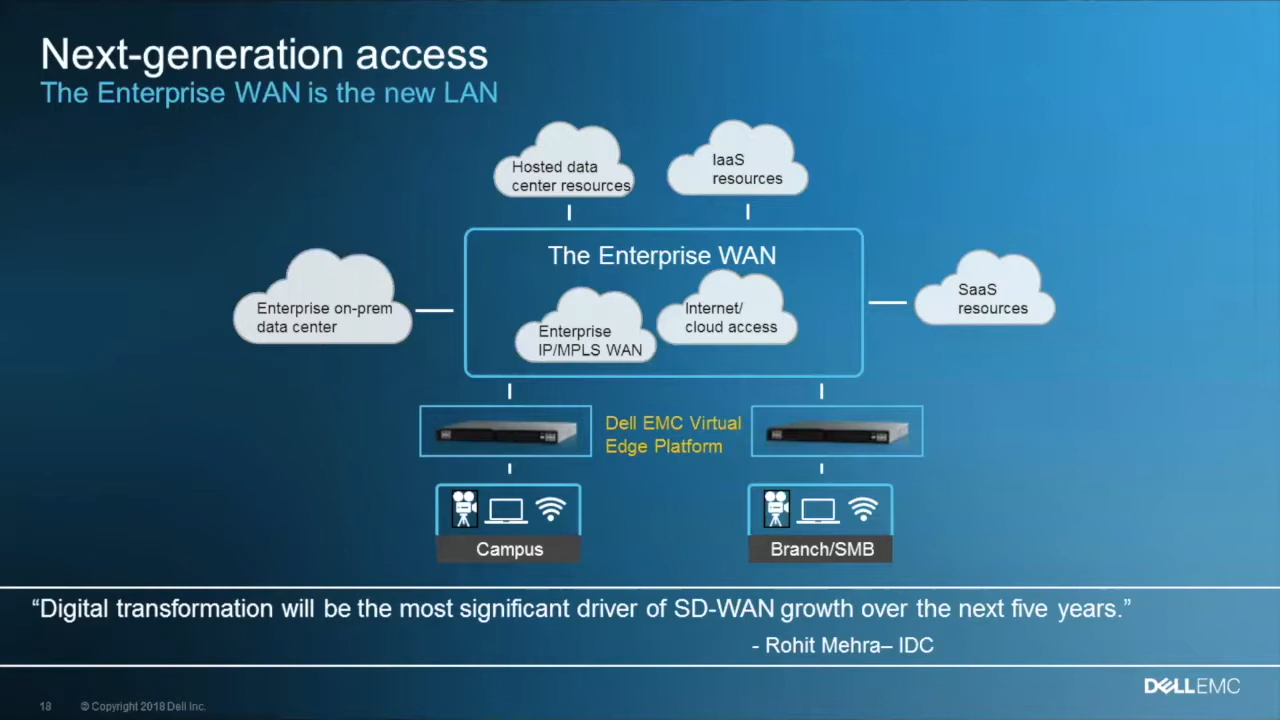 Next-generation access
The Enterprise WAN is the new LAN
Hosted data
center resources
IaaS
resources
The Enterprise WAN
Enterprise on-prem
data center
Enterprise
IP/MPLS WAN
Internet/
cloud access
SaaS
resources
Dell EMC Virtual
Edge Platform
Campus
Branch/SMB
“Digital transformation will be the most significant driver of SD-WAN growth over the next five years.”
- Rohit Mehra– IDC
DELLEMC
18 © Copyright 2018 Dell Inc.